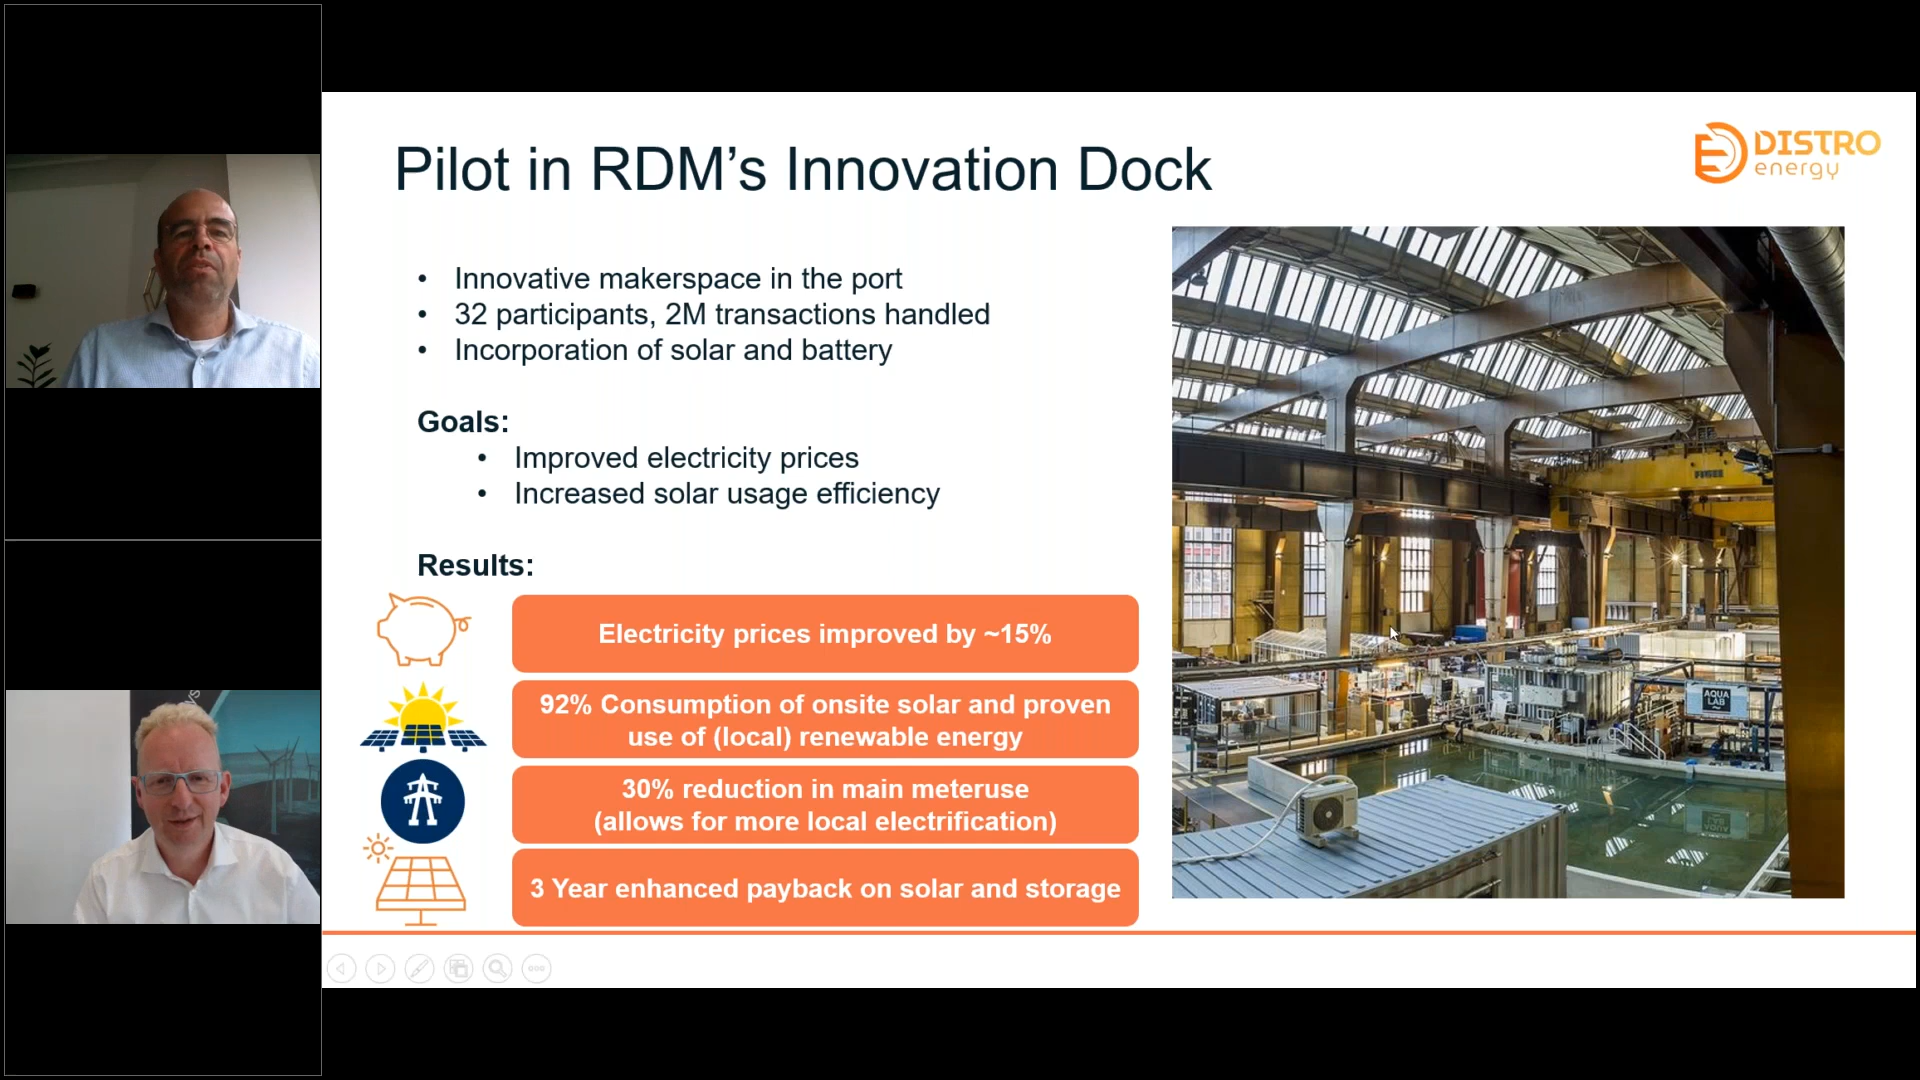 Pilot in RDM’s Innovation Dock
DISTRO
energy
• Innovative makerspace in the port
• 32 participants, 2M transactions handled
• Incorporation of solar and battery
Goals:
• Improved electricity prices
• Increased solar usage efficiency
Results:
Electricity prices improved by ~15%
92% Consumption of onsite solar and proven
use of (local) renewable energy
30% reduction in main meteruse
(allows for more local electrification)
3 Year enhanced payback on solar and storage
FIGEE
AQUA
LAB